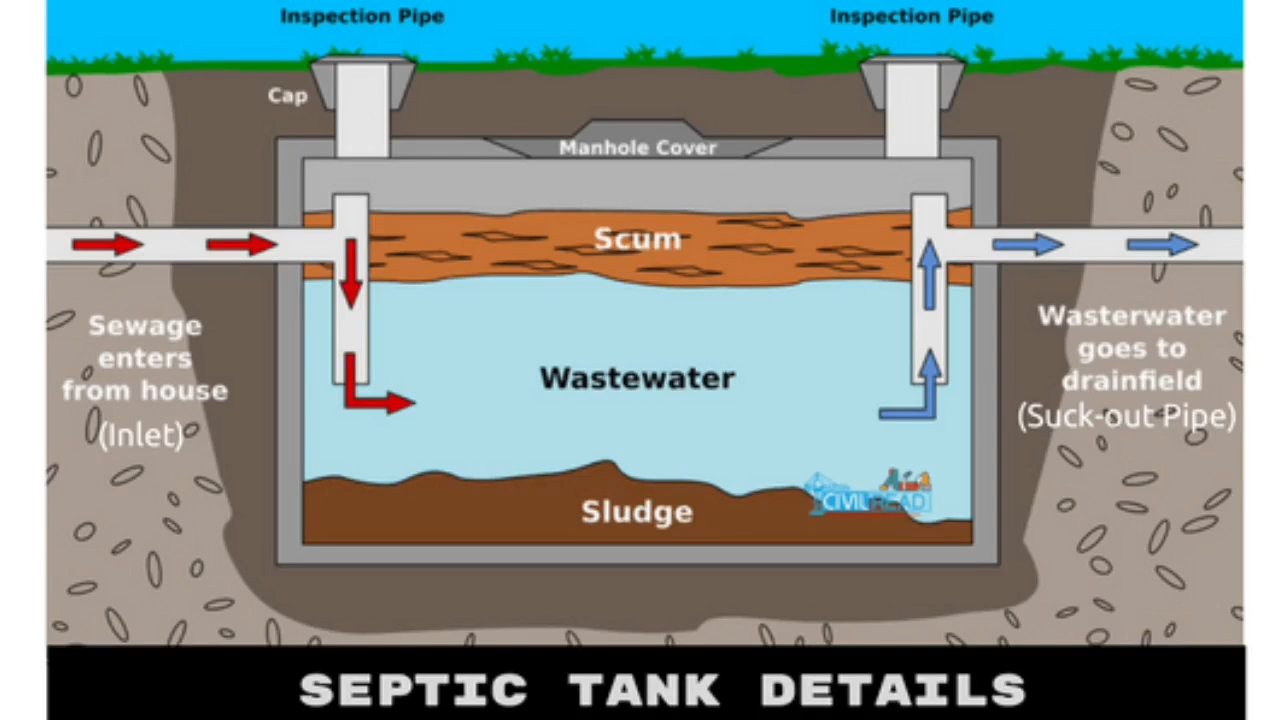 Inspection Pipe
Inspection Pipe
Cap
Manhole Cover
Scum
Sewage
enters
from house
(Inlet)
Wastewater
Wasterwater
goes to
drainfield
(Suck-out Pipe)
Sludge
CIVILREAD
SEPTIC TANK DETAILS